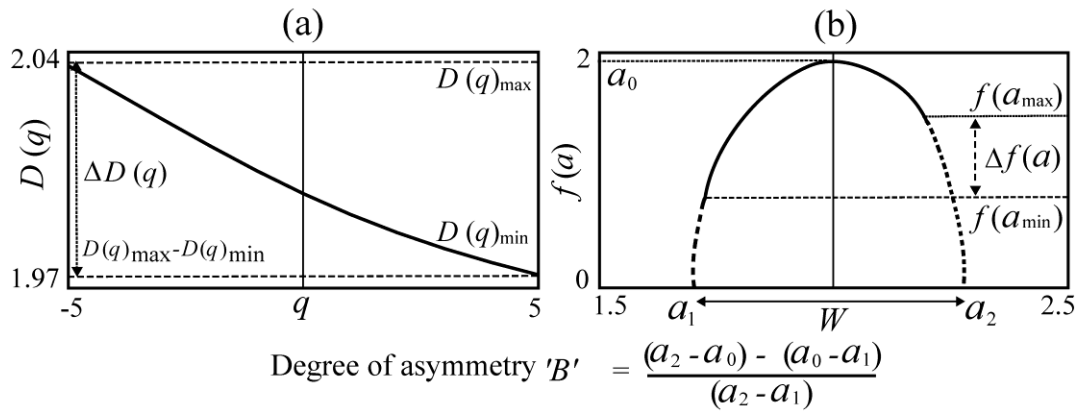 (a)
2.04
D(q)max
D(q)
ΔD(q)
D(q)min
D(q)max-D(q)min
1.97
-5
q
5
(b)
2
a0
f(amax)
Δf(a)
f(a)
f(amin)
0
1.5
a1
W
a2
2.5
Degree of asymmetry 'B' = (a2-a0) - (a0-a1)
(a2-a1)